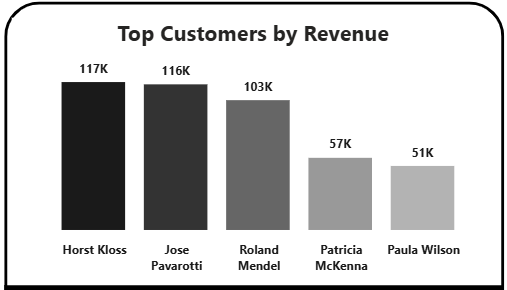 Top Customers by Revenue
117K
116K
103K
57K
51K
Horst Kloss
Jose
Pavarotti
Roland
Mendel
Patricia
McKenna
Paula Wilson